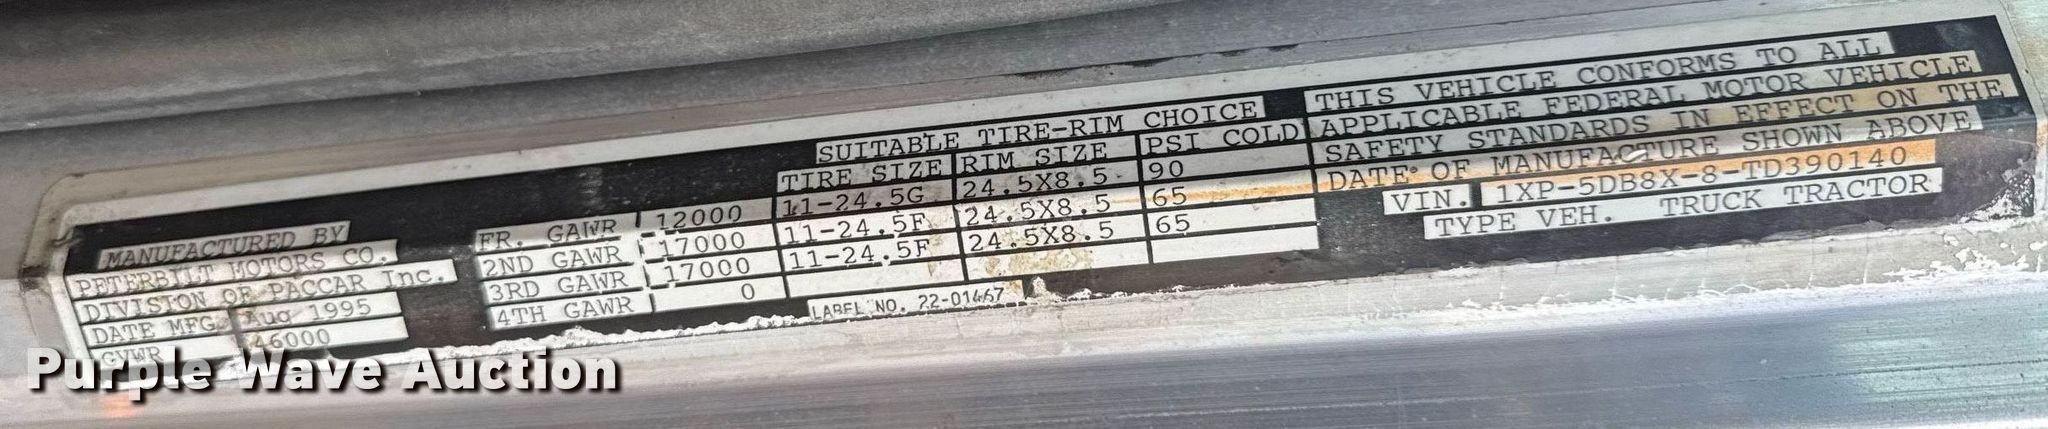 MANUFACTURED BY
PETERBILT MOTORS CO.
DIVISION OF PACCAR Inc.
DATE MFG. Aug 1995
GVWR 46000
FR. GAWR 12000
2ND GAWR 17000
3RD GAWR 17000
4TH GAWR 0
SUITABLE TIRE-RIM CHOICE
TIRE SIZE RIM SIZE PSI COLD
11-24.5G 24.5X8.5 90
11-24.5F 24.5X8.5 65
11-24.5F 24.5X8.5 65
LABEL NO. 22-01467
THIS VEHICLE CONFORMS TO ALL
APPLICABLE FEDERAL MOTOR VEHICLE
SAFETY STANDARDS IN EFFECT ON THE
DATE OF MANUFACTURE SHOWN ABOVE
VIN. 1XP-5DB8X-8-TD390140
TYPE VEH. TRUCK TRACTOR
Purple Wave Auction